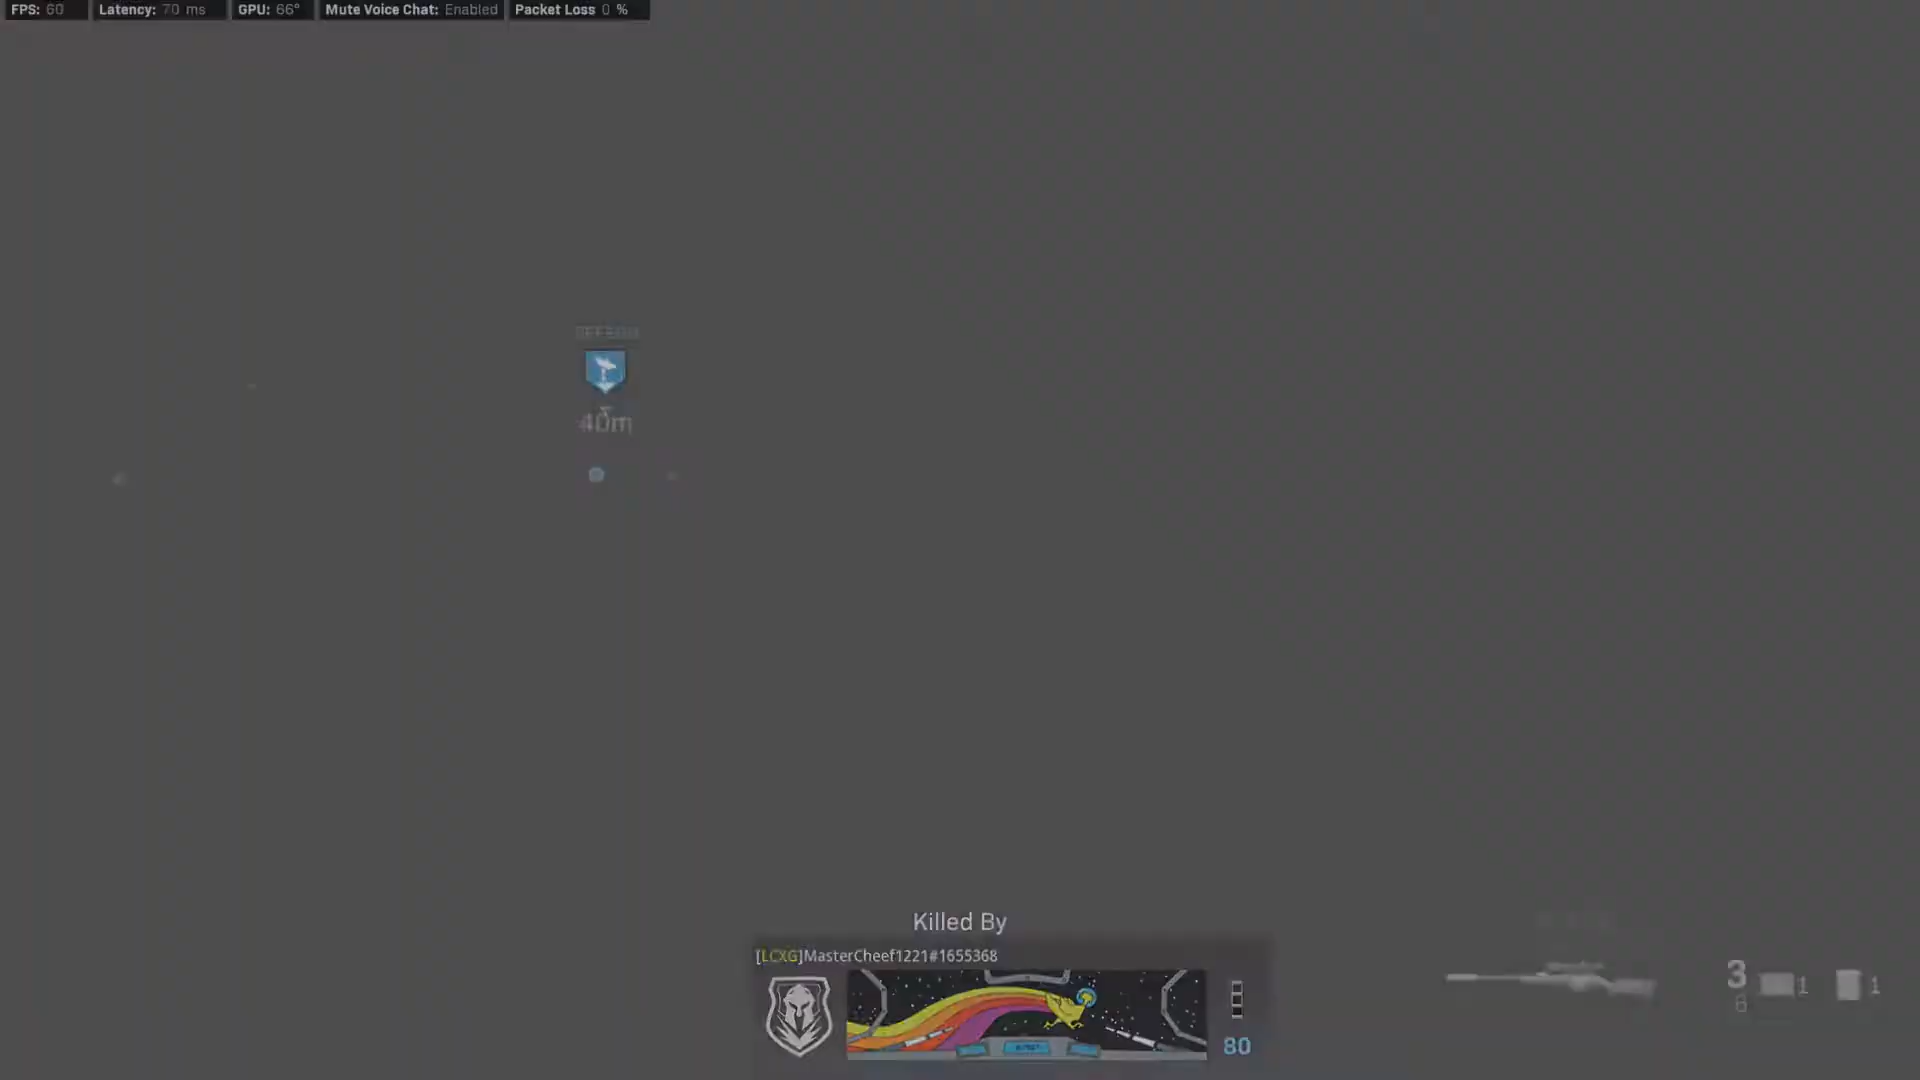 FPS: 60 Latency: 70 ms GPU: 66° Mute Voice Chat: Enabled Packet Loss 0 %
40m
Killed By
[LCXG]MasterCheef1221#1655368
80
3 1 1
6